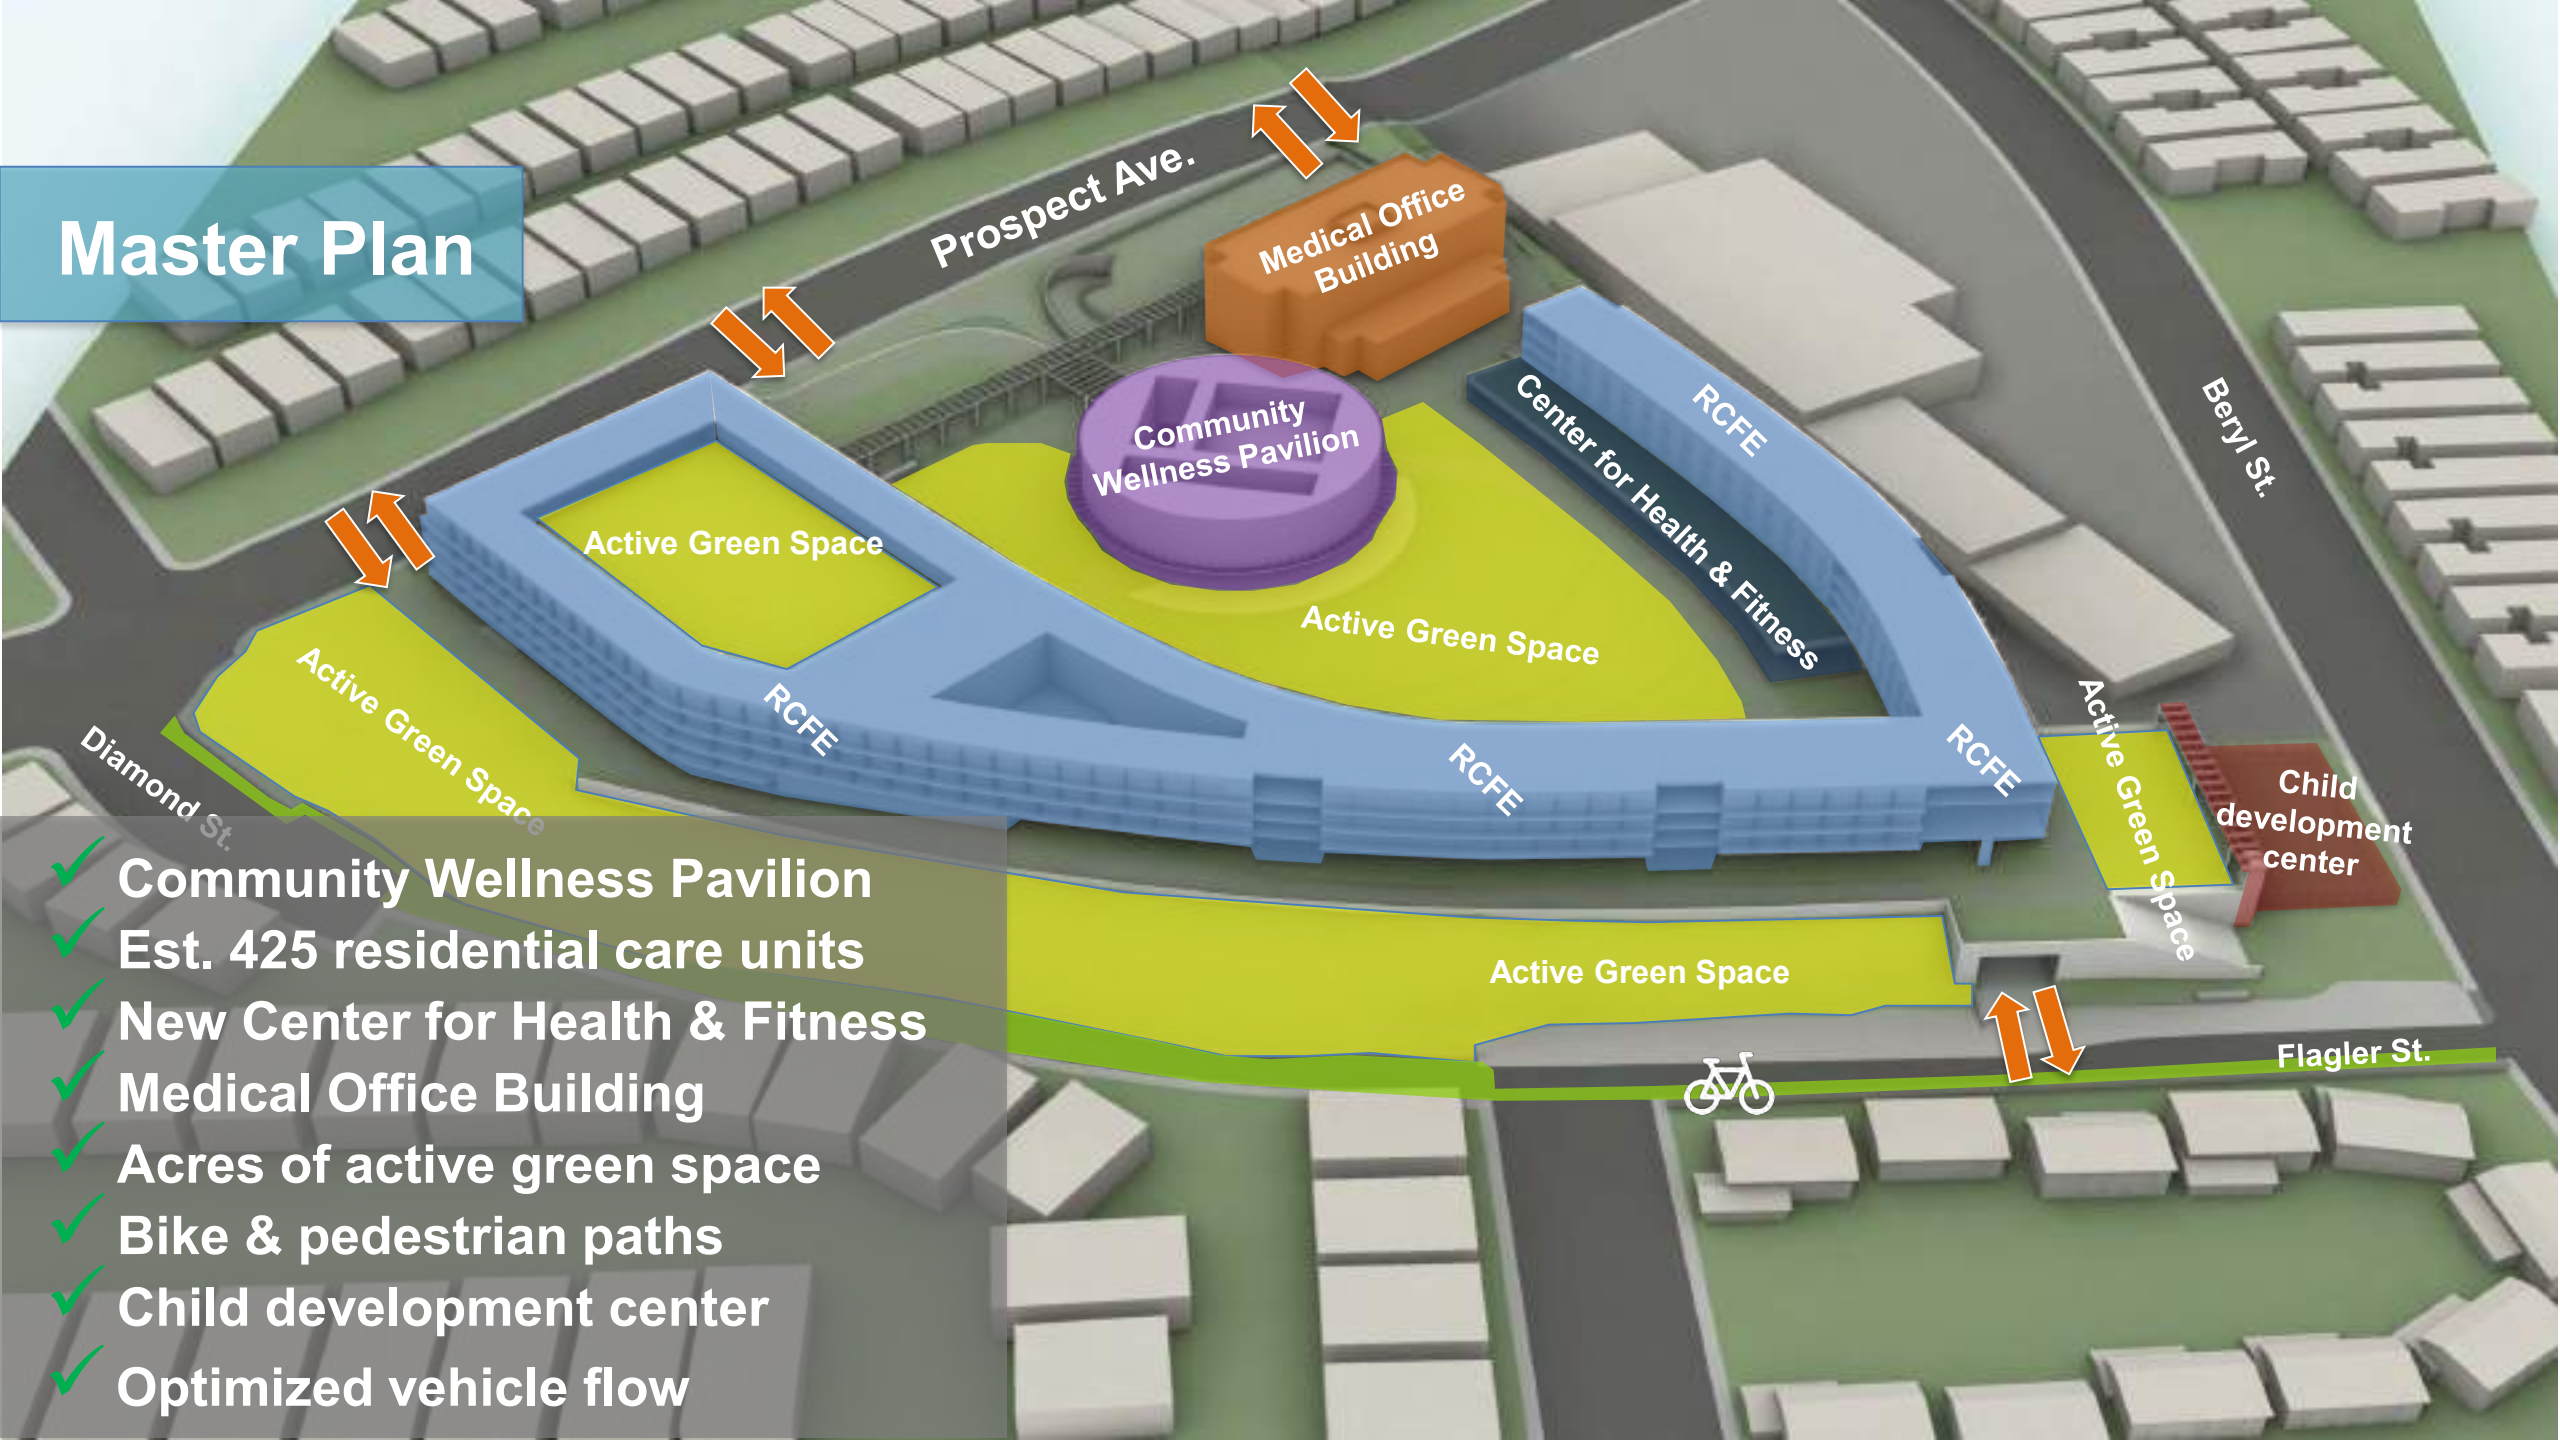 Master Plan
Prospect Ave.
Medical Office
Building
Community
Wellness Pavilion
Center for Health & Fitness
RCFE
Beryl St.
Active Green Space
Active Green Space
Active Green Space
RCFE
RCFE
RCFE
Active Green Space
Child
development
center
Diamond St.
Active Green Space
Flagler St.
Community Wellness Pavilion
Est. 425 residential care units
New Center for Health & Fitness
Medical Office Building
Acres of active green space
Bike & pedestrian paths
Child development center
Optimized vehicle flow